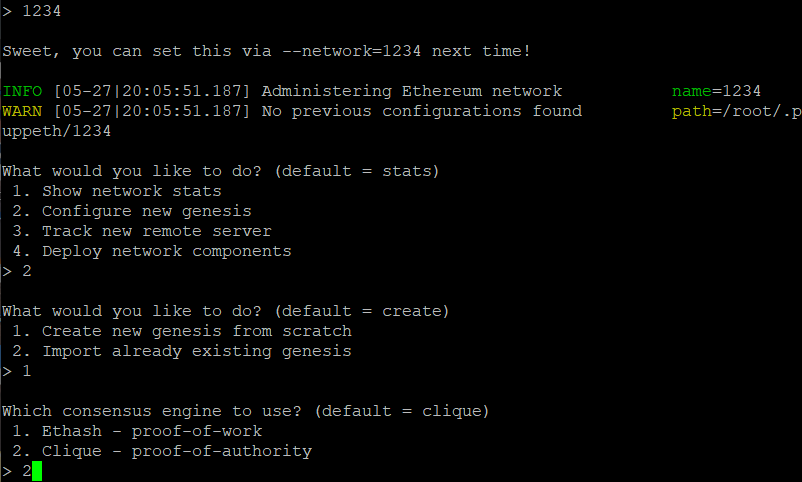 > 1234
Sweet, you can set this via --network=1234 next time!
INFO [05-27|20:05:51.187] Administering Ethereum network           name=1234
WARN [05-27|20:05:51.187] No previous configurations found         path=/root/.p
uppeth/1234
What would you like to do? (default = stats)
 1. Show network stats
 2. Configure new genesis
 3. Track new remote server
 4. Deploy network components
> 2
What would you like to do? (default = create)
 1. Create new genesis from scratch
 2. Import already existing genesis
> 1
Which consensus engine to use? (default = clique)
 1. Ethash - proof-of-work
 2. Clique - proof-of-authority
> 2